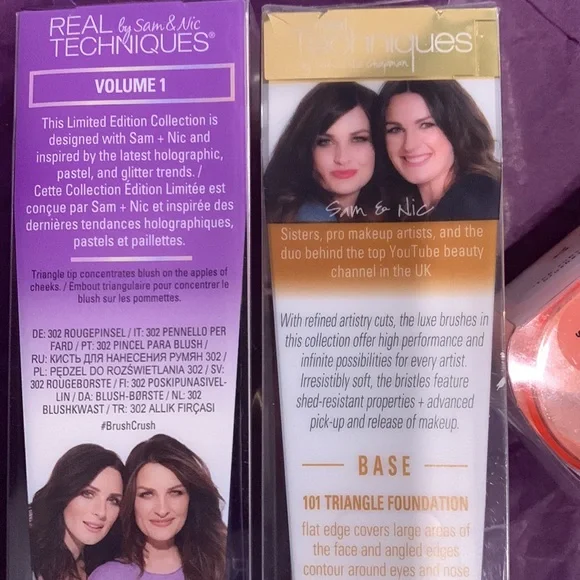 REAL by Sam & Nic
TECHNIQUES®
VOLUME 1
This Limited Edition Collection is
designed with Sam + Nic and
inspired by the latest holographic,
pastel, and glitter trends. /
Cette Collection Édition Limitée est
conçue par Sam + Nic et inspirée des
dernières tendances holographiques,
pastels et paillettes.
Triangle tip concentrates blush on the apples of
cheeks. / Embout triangulaire pour concentrer le
blush sur les pommettes.
DE: 302 ROUGEPINSEL / IT: 302 PENNELLO PER
FARD / PT: 302 PINCEL PARA BLUSH /
RU: КИСТЬ ДЛЯ НАНЕСЕНИЯ РУМЯН 302 /
PL: PĘDZEL DO ROZŚWIETLANIA 302 / SV:
302 ROUGEBORSTE / FI: 302 POSKIPUNASIVEL-
LIN / DA: BLUSH-BØRSTE / NL: 302
BLUSHKWAST / TR: 302 ALLIK FIRÇASI
#BrushCrush
techniques®
Chapman
Sam & Nic
Sisters, pro makeup artists, and the
duo behind the top YouTube beauty
channel in the UK
With refined artistry cuts, the luxe brushes in
this collection offer high performance and
infinite possibilities for every artist.
Irresistibly soft, the bristles feature
shed-resistant properties + advanced
pick-up and release of makeup.
BASE
101 TRIANGLE FOUNDATION
flat edge covers large areas of
the face and angled edges
contour around eyes and nose